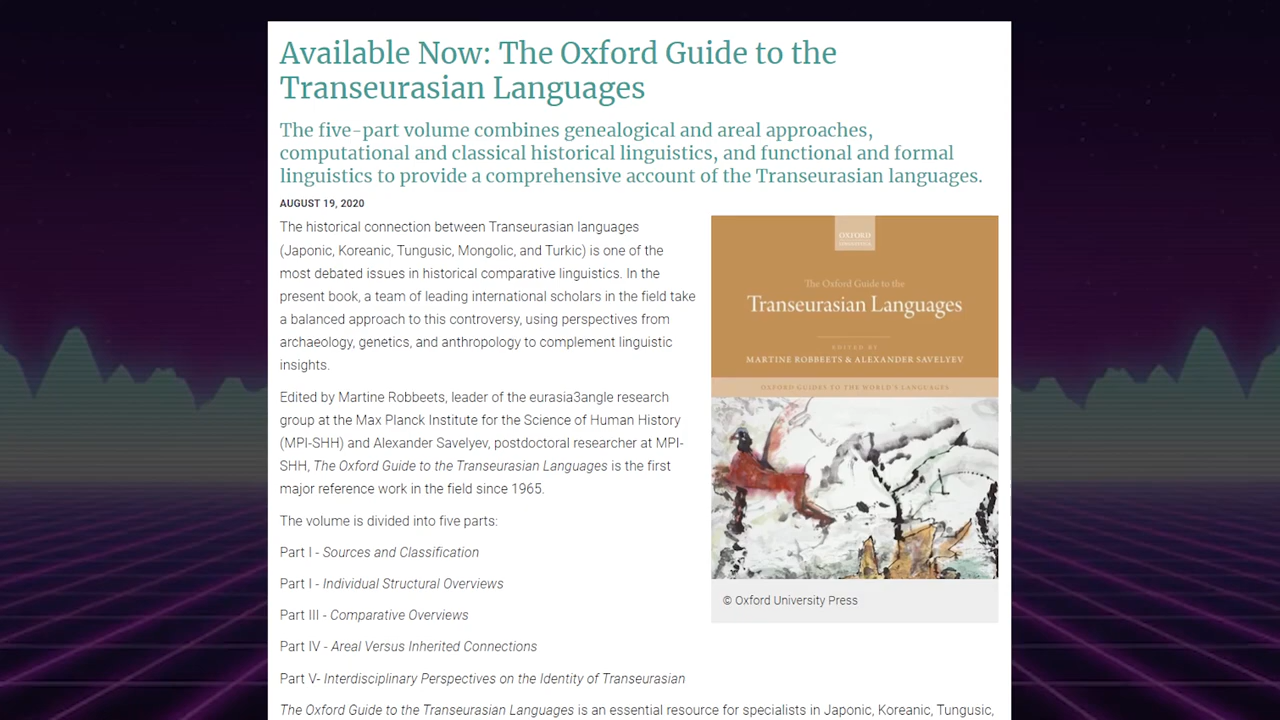 Available Now: The Oxford Guide to the
Transeurasian Languages
The five-part volume combines genealogical and areal approaches,
computational and classical historical linguistics, and functional and formal
linguistics to provide a comprehensive account of the Transeurasian languages.
AUGUST 19, 2020
The historical connection between Transeurasian languages
(Japonic, Koreanic, Tungusic, Mongolic, and Turkic) is one of the
most debated issues in historical comparative linguistics. In the
present book, a team of leading international scholars in the field take
a balanced approach to this controversy, using perspectives from
archaeology, genetics, and anthropology to complement linguistic
insights.
Edited by Martine Robbeets, leader of the eurasia3angle research
group at the Max Planck Institute for the Science of Human History
(MPI-SHH) and Alexander Savelyev, postdoctoral researcher at MPI-
SHH, The Oxford Guide to the Transeurasian Languages is the first
major reference work in the field since 1965.
The volume is divided into five parts:
Part I - Sources and Classification
Part I - Individual Structural Overviews
Part III - Comparative Overviews
Part IV - Areal Versus Inherited Connections
Part V- Interdisciplinary Perspectives on the Identity of Transeurasian
The Oxford Guide to the Transeurasian Languages is an essential resource for specialists in Japonic, Koreanic, Tungusic,
OXFORD
The Oxford Guide to the
Transeurasian Languages
EDITED BY
MARTINE ROBBEETS & ALEXANDER SAVELYEV
OXFORD GUIDES TO THE WORLD'S LANGUAGES
© Oxford University Press